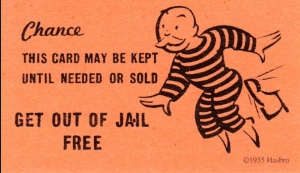 Chance
THIS CARD MAY BE KEPT
UNTIL NEEDED OR SOLD
GET OUT OF JAIL
FREE
©1935 Hasbro